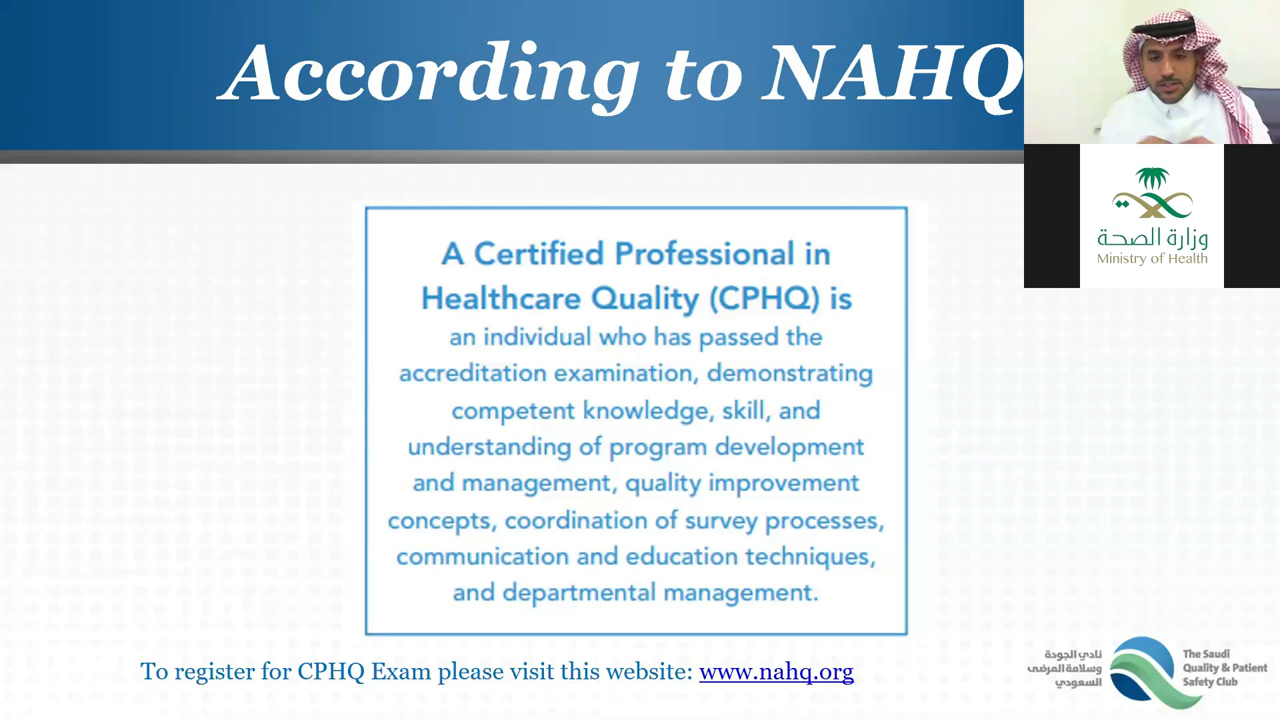 According to NAHQ
A Certified Professional in
Healthcare Quality (CPHQ) is
an individual who has passed the
accreditation examination, demonstrating
competent knowledge, skill, and
understanding of program development
and management, quality improvement
concepts, coordination of survey processes,
communication and education techniques,
and departmental management.
To register for CPHQ Exam please visit this website: www.nahq.org
وزارة الصحة
Ministry of Health
نادي الجودة
وسلامة المرضى
السعودي
The Saudi
Quality & Patient
Safety Club